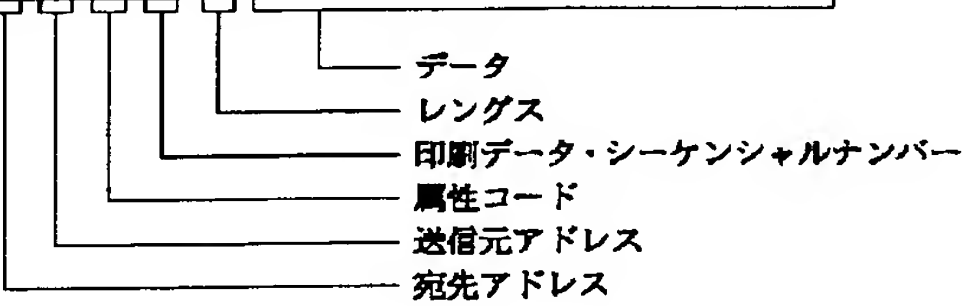 データ
レングス
印刷データ・シーケンシャルナンバー
属性コード
送信元アドレス
宛先アドレス